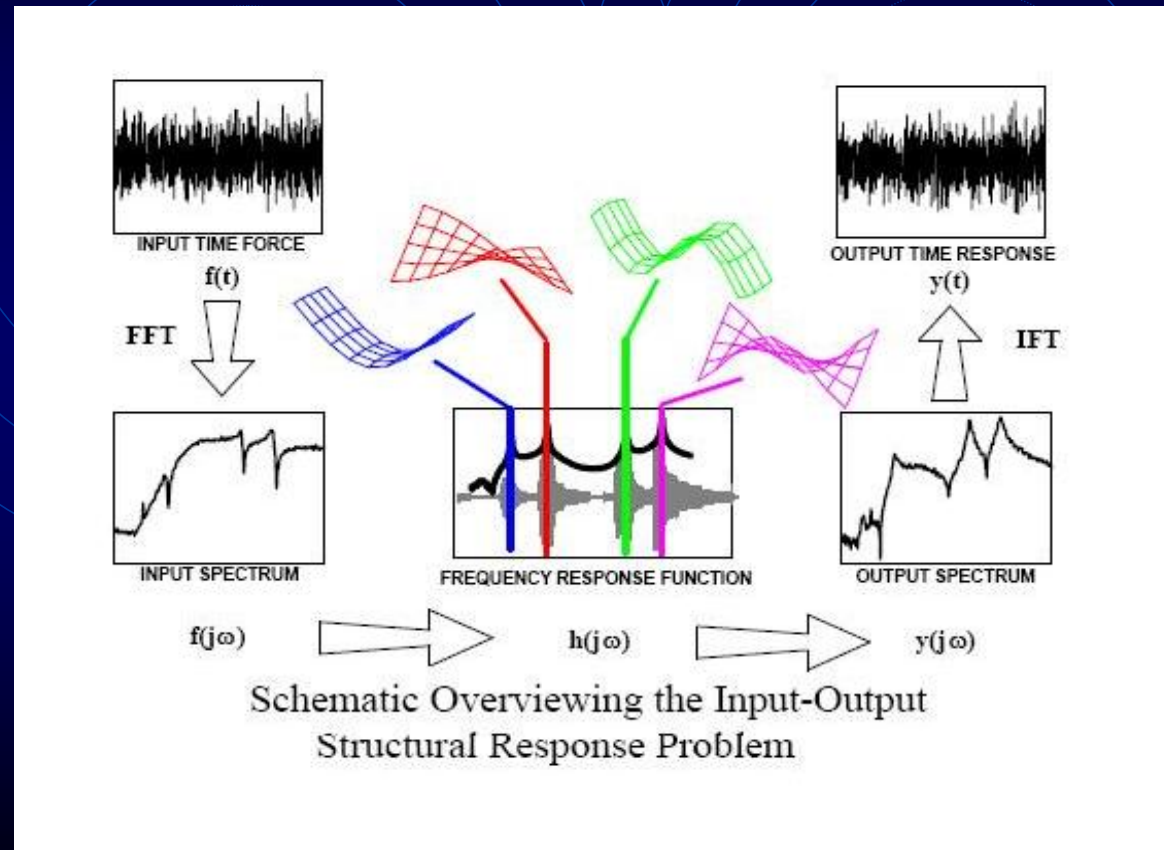 INPUT TIME FORCE
f(t)
FFT
OUTPUT TIME RESPONSE
y(t)
IFT
INPUT SPECTRUM
FREQUENCY RESPONSE FUNCTION
OUTPUT SPECTRUM
f(jω)
h(jω)
y(jω)
Schematic Overviewing the Input-Output
Structural Response Problem